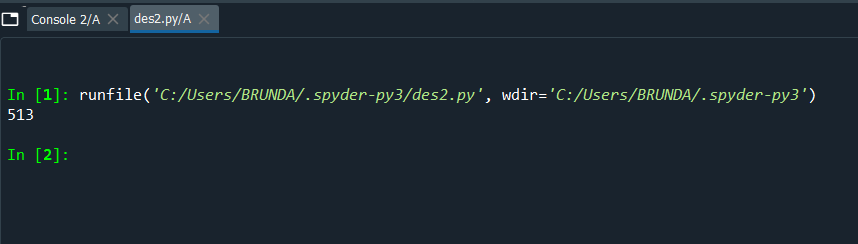 Console 2/A
des2.py/A
In [1]: runfile('C:/Users/BRUNDA/.spyder-py3/des2.py', wdir='C:/Users/BRUNDA/.spyder-py3')
513
In [2]: